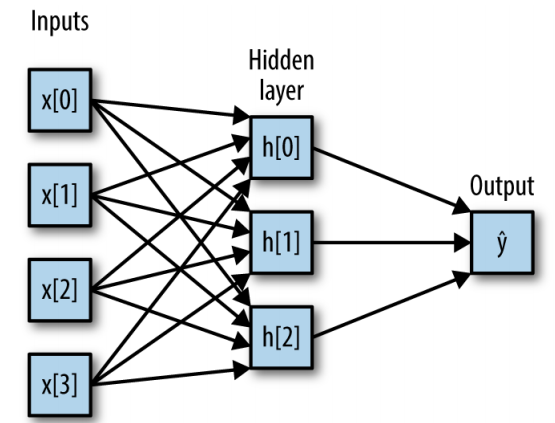 Inputs
x[0]
x[1]
x[2]
x[3]
Hidden
layer
h[0]
h[1]
h[2]
Output
ŷ